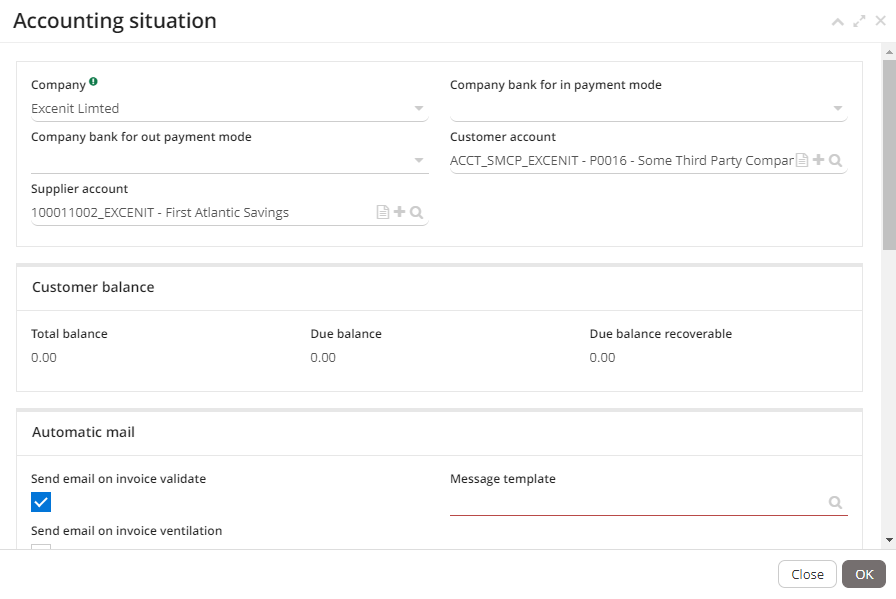 Accounting situation
Company
Company bank for in payment mode
Excenit Limted
Company bank for out payment mode
Customer account
ACCT_SMCP_EXCENIT - P0016 - Some Third Party Compar
Supplier account
100011002_EXCENIT - First Atlantic Savings
Customer balance
Total balance
Due balance
Due balance recoverable
0.00
0.00
0.00
Automatic mail
Send email on invoice validate
Message template
Send email on invoice ventilation
Close
OK